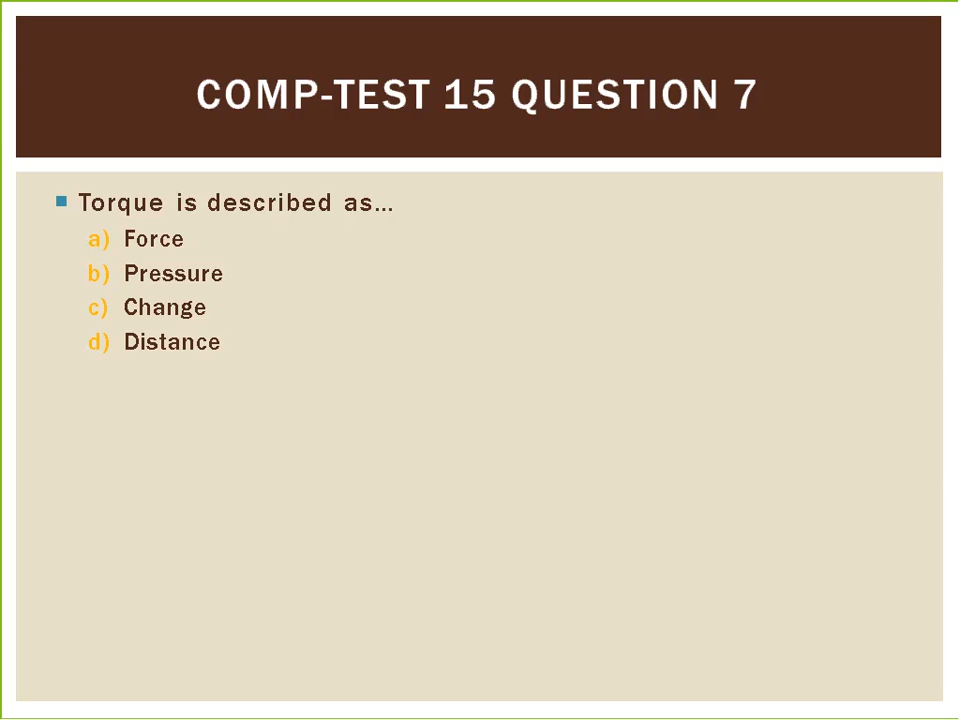 COMP-TEST 15 QUESTION 7
Torque is described as…
a) Force
b) Pressure
c) Change
d) Distance